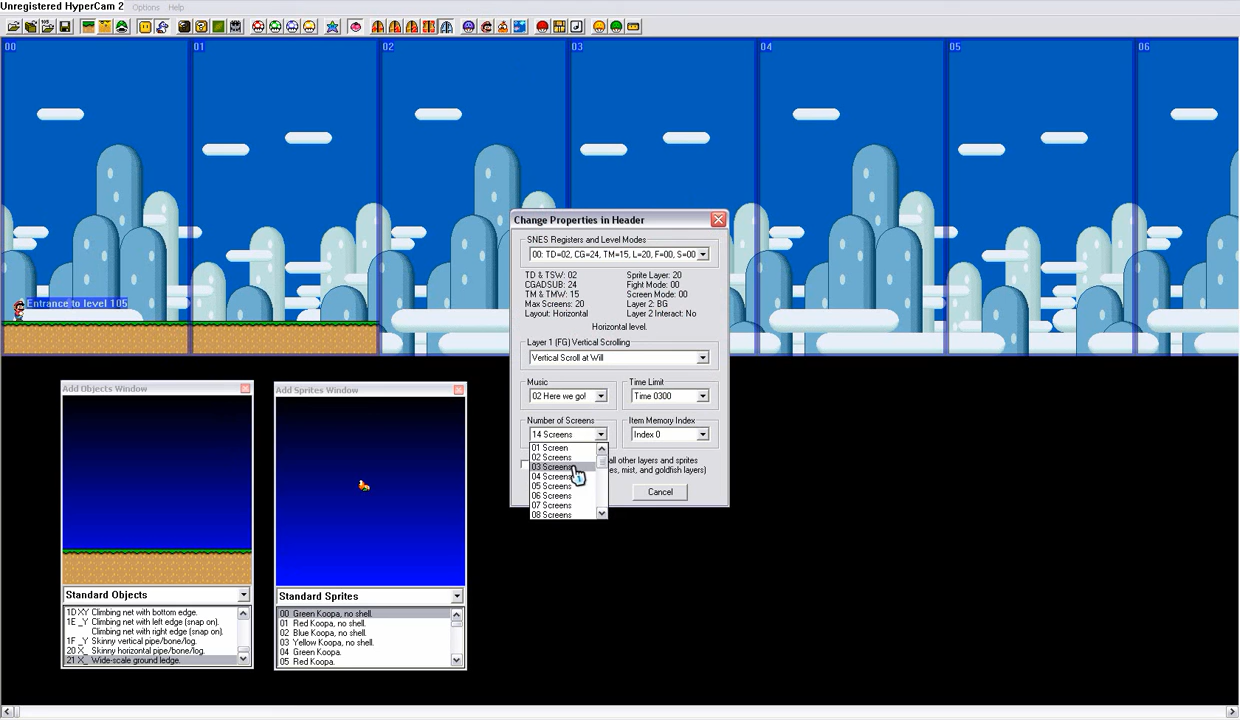 Unregistered HyperCam 2
Options Help
00 01 02 03 04 05 06
Entrance to level 105
Change Properties in Header
SNES Registers and Level Modes
00: TD=02, CG=24, TM=15, L=20, F=00, S=00
TD & TSW: 02 Sprite Layer: 20
CGADSUB: 24 Fight Mode: 00
TM & TMW: 15 Screen Mode: 00
Max Screens: 20 Layer 2: BG
Layout: Horizontal Layer 2 Interact: No
Horizontal level.
Layer 1 (FG) Vertical Scrolling
Vertical Scroll at Will
Music Time Limit
02 Here we go! Time 0300
Number of Screens Item Memory Index
14 Screens Index 0
01 Screen
02 Screens
03 Screens
04 Screens
05 Screens
06 Screens
07 Screens
08 Screens
all other layers and sprites
es, mist, and goldfish layers)
Cancel
Add Objects Window
Standard Objects
1D XY Climbing net with bottom edge.
1E _Y Climbing net with left edge (snap on).
Climbing net with right edge (snap on).
1F _Y Skinny vertical pipe/bone/log.
20 X_ Skinny horizontal pipe/bone/log.
21 X_ Wide-scale ground ledge.
Add Sprites Window
Standard Sprites
00 Green Koopa, no shell.
01 Red Koopa, no shell.
02 Blue Koopa, no shell.
03 Yellow Koopa, no shell.
04 Green Koopa.
05 Red Koopa.